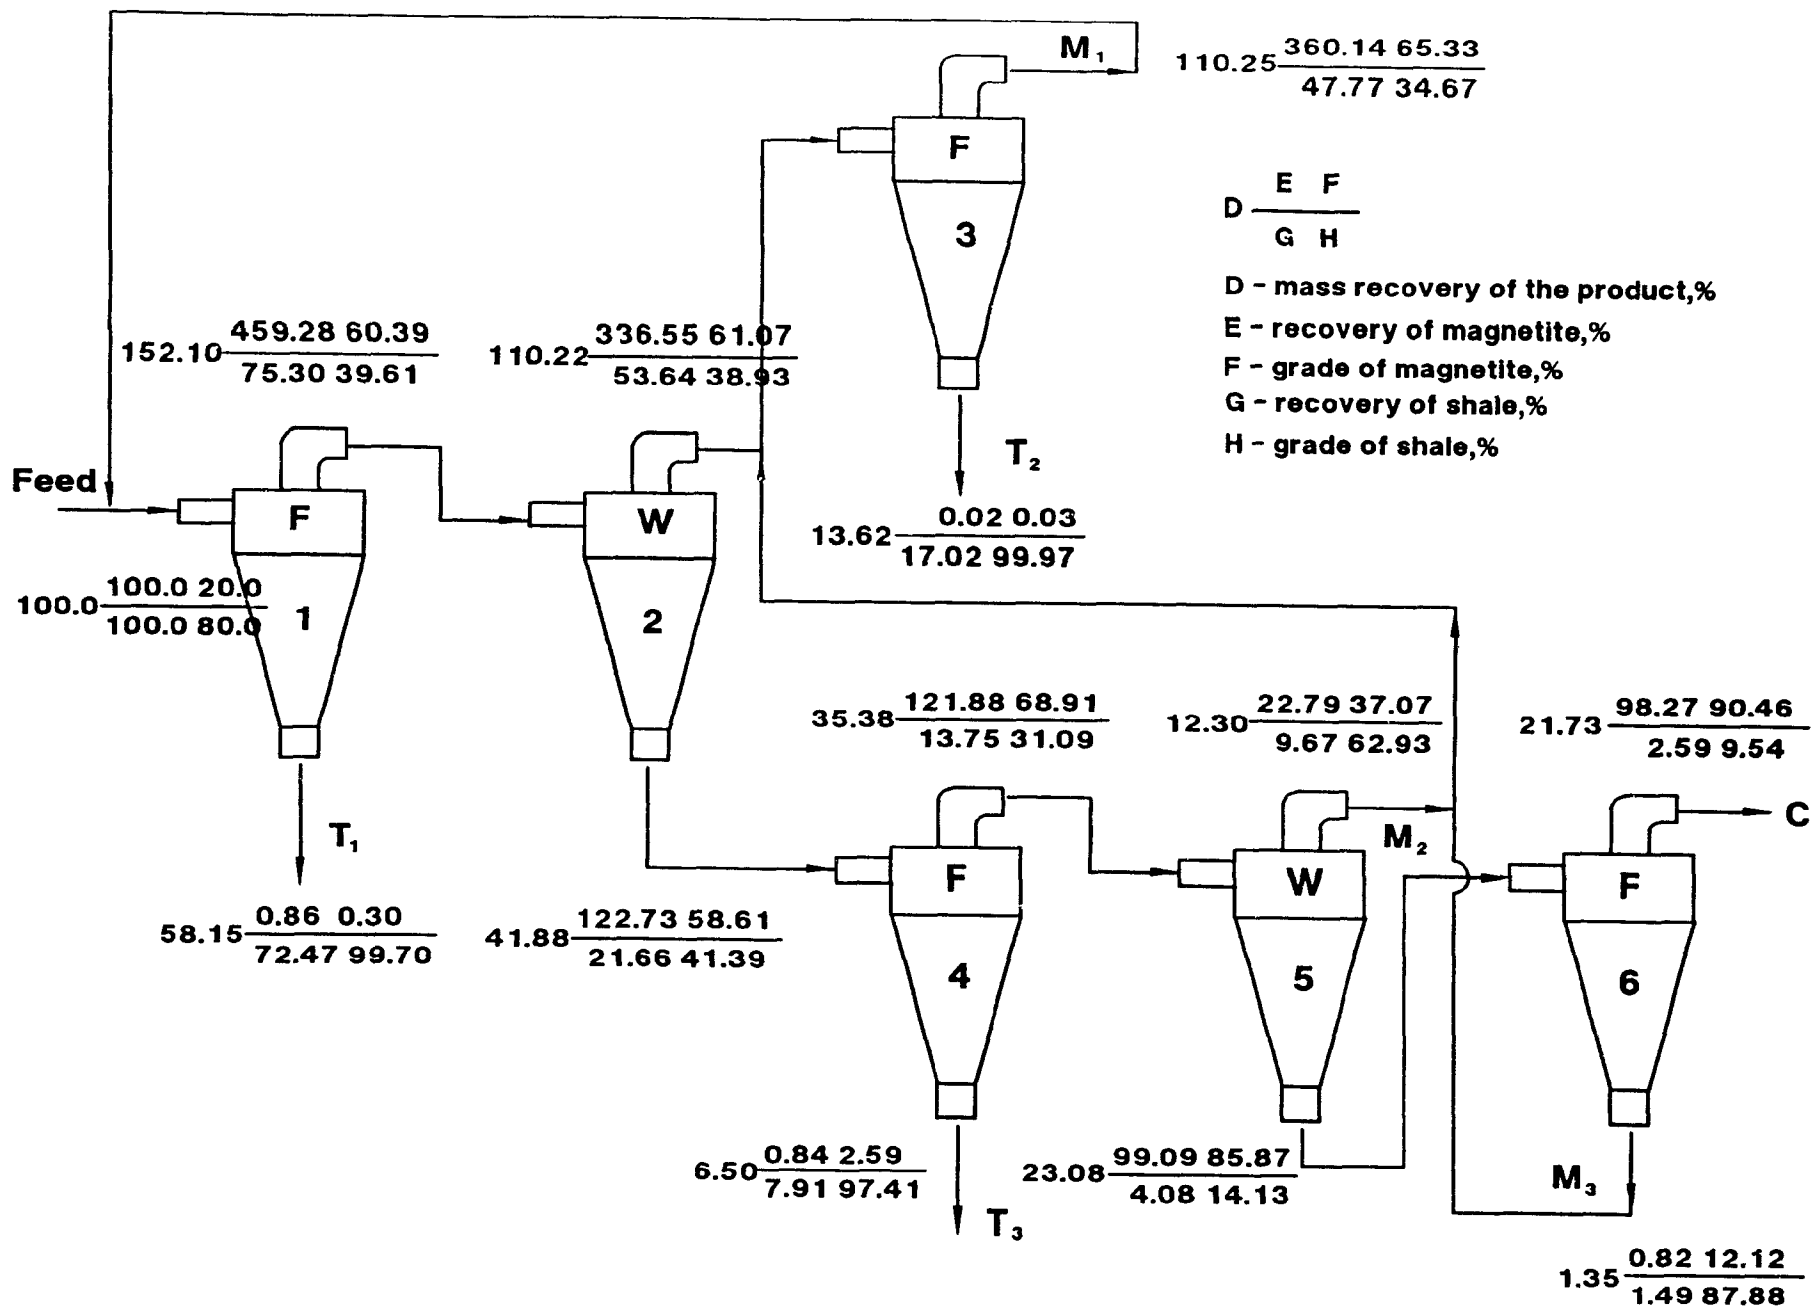 M₁
110.25 360.14 65.33
47.77 34.67
F
3
E F
D
G H
D - mass recovery of the product,%
E - recovery of magnetite,%
F - grade of magnetite,%
G - recovery of shale,%
H - grade of shale,%
152.10 459.28 60.39
75.30 39.61
110.22 336.55 61.07
53.64 38.93
T₂
13.62 0.02 0.03
17.02 99.97
Feed
F
1
W
2
100.0 100.0 20.0
100.0 80.0
T₁
58.15 0.86 0.30
72.47 99.70
41.88 122.73 58.61
21.66 41.39
35.38 121.88 68.91
13.75 31.09
12.30 22.79 37.07
9.67 62.93
21.73 98.27 90.46
2.59 9.54
C
M₂
F
4
W
5
F
6
6.50 0.84 2.59
7.91 97.41
T₃
23.08 99.09 85.87
4.08 14.13
M₃
1.35 0.82 12.12
1.49 87.88